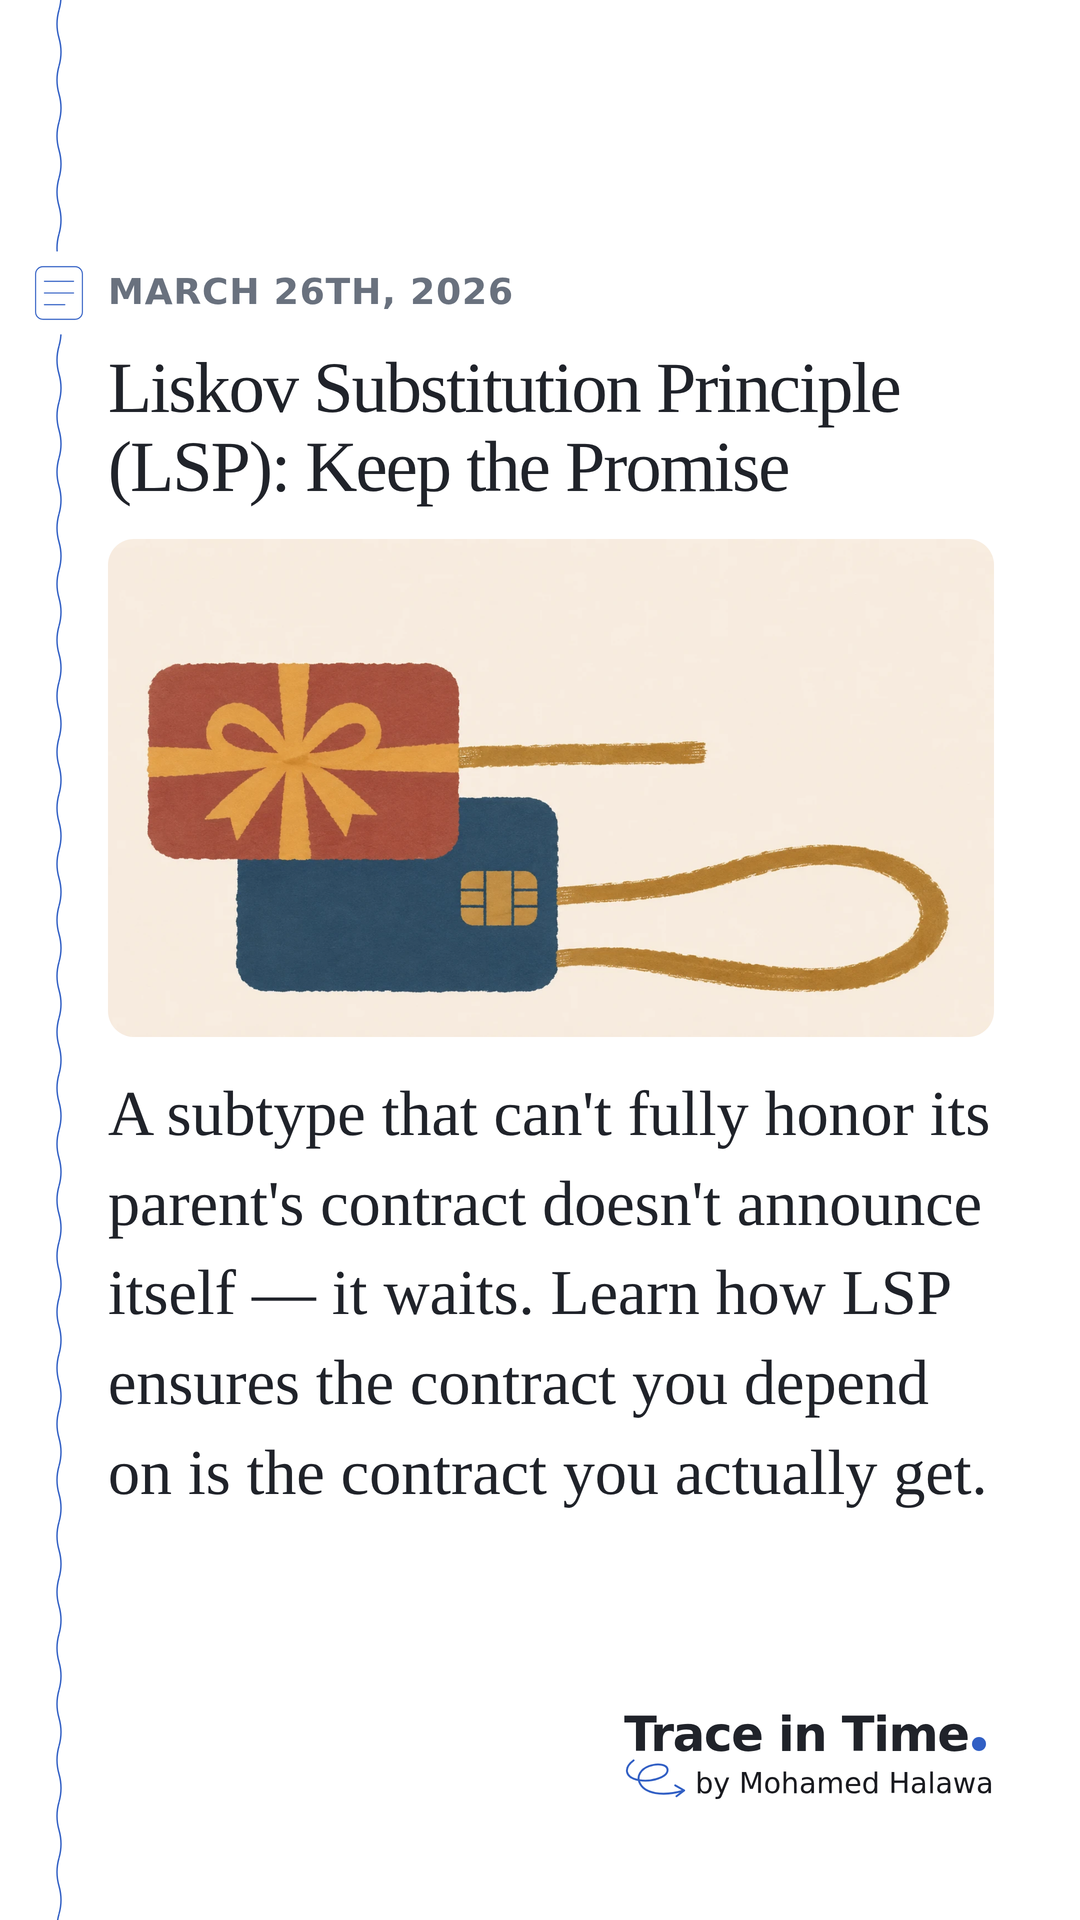 MARCH 26TH, 2026
Liskov Substitution Principle
(LSP): Keep the Promise
A subtype that can't fully honor its
parent's contract doesn't announce
itself — it waits. Learn how LSP
ensures the contract you depend
on is the contract you actually get.
Trace in Time.
by Mohamed Halawa